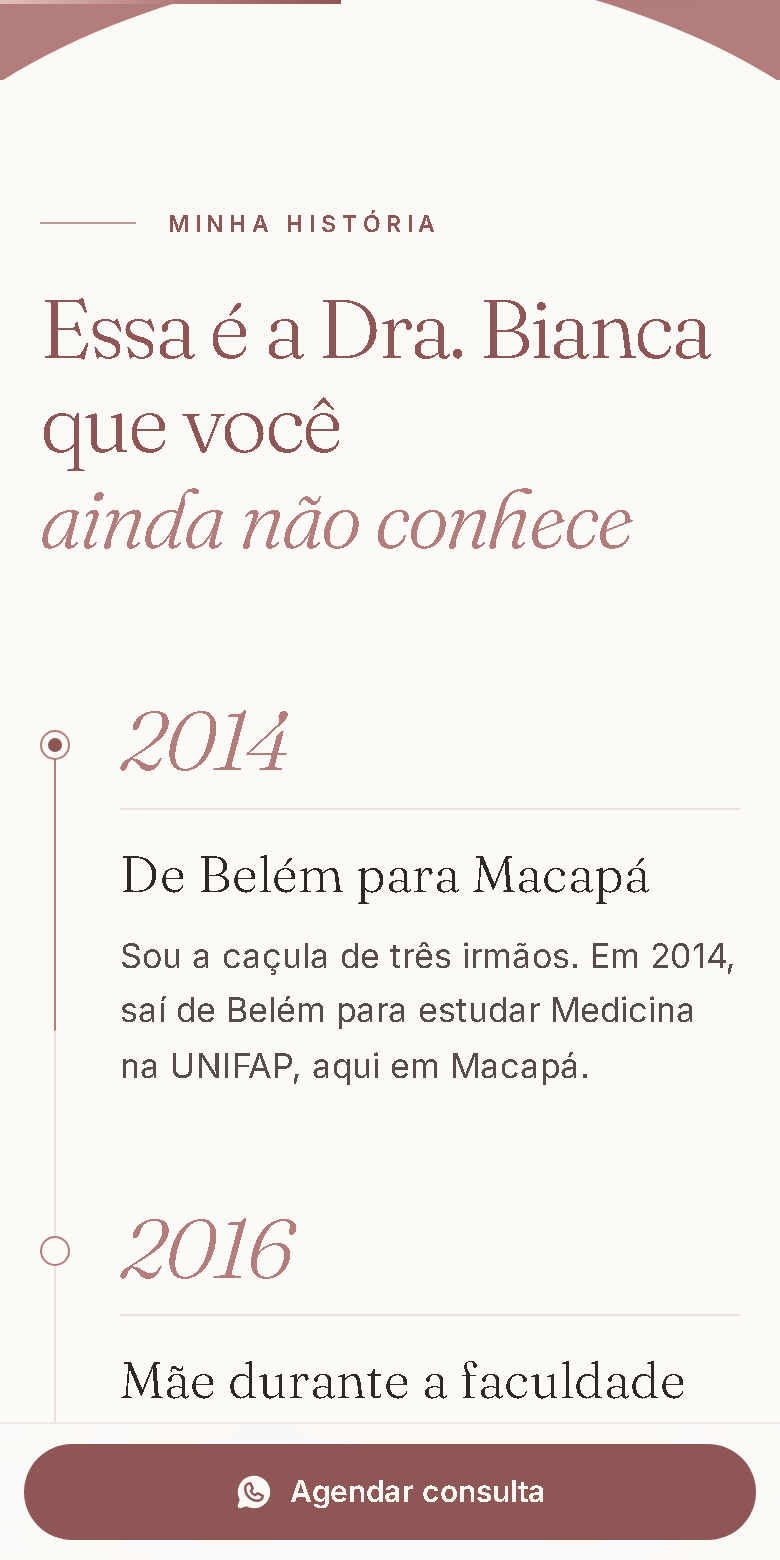 MINHA HISTÓRIA
Essa é a Dra. Bianca
que você
ainda não conhece
2014
De Belém para Macapá
Sou a caçula de três irmãos. Em 2014,
saí de Belém para estudar Medicina
na UNIFAP, aqui em Macapá.
2016
Mãe durante a faculdade
Agendar consulta